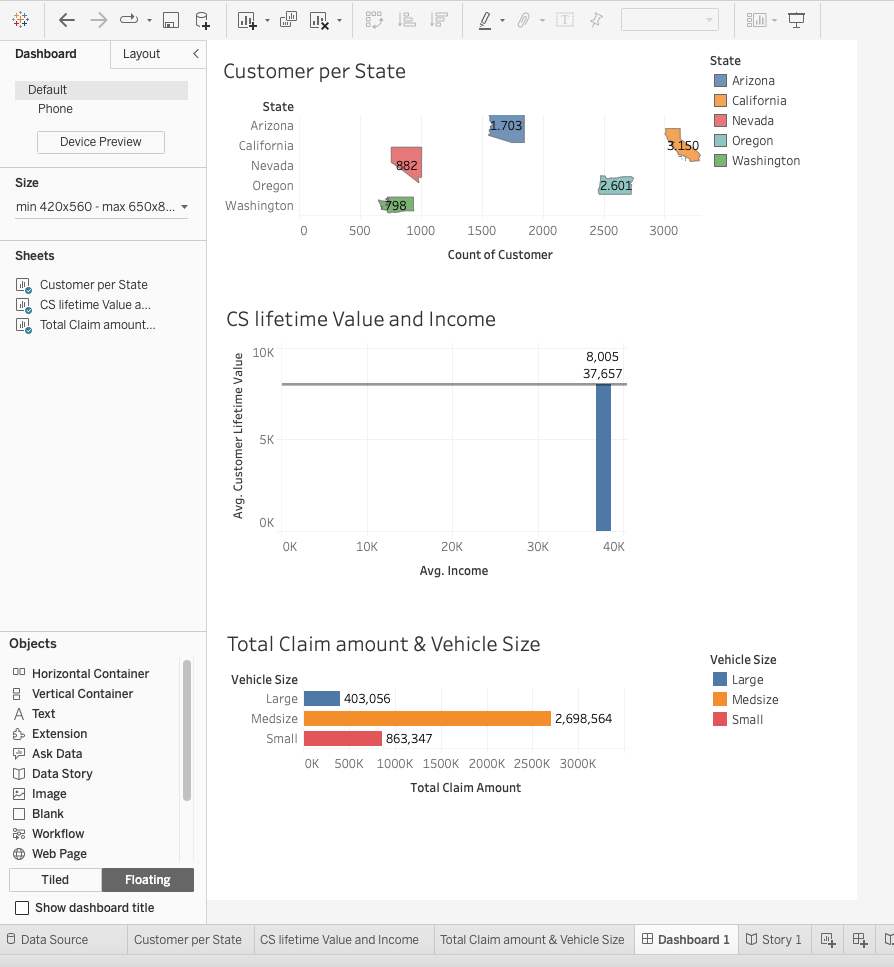 Dashboard
Layout
<
Default
Phone
Device Preview
Size
min 420x560 - max 650x8...
Sheets
Customer per State
CS lifetime Value a...
Total Claim amount...
Objects
Horizontal Container
Vertical Container
A Text
Extension
Ask Data
Data Story
Image
Blank
Workflow
Web Page
Tiled
Floating
Show dashboard title
Customer per State
State
Arizona
California
Nevada
Oregon
Washington
1.703
3.150
882
2.601
798
0 500 1000 1500 2000 2500 3000
Count of Customer
State
Arizona
California
Nevada
Oregon
Washington
CS lifetime Value and Income
Avg. Customer Lifetime Value
10K
5K
0K
8,005
37,657
0K 10K 20K 30K 40K
Avg. Income
Total Claim amount & Vehicle Size
Vehicle Size
Large 403,056
Medsize 2,698,564
Small 863,347
0K 500K 1000K 1500K 2000K 2500K 3000K
Total Claim Amount
Vehicle Size
Large
Medsize
Small
Data Source
Customer per State
CS lifetime Value and Income
Total Claim amount & Vehicle Size
Dashboard 1
Story 1